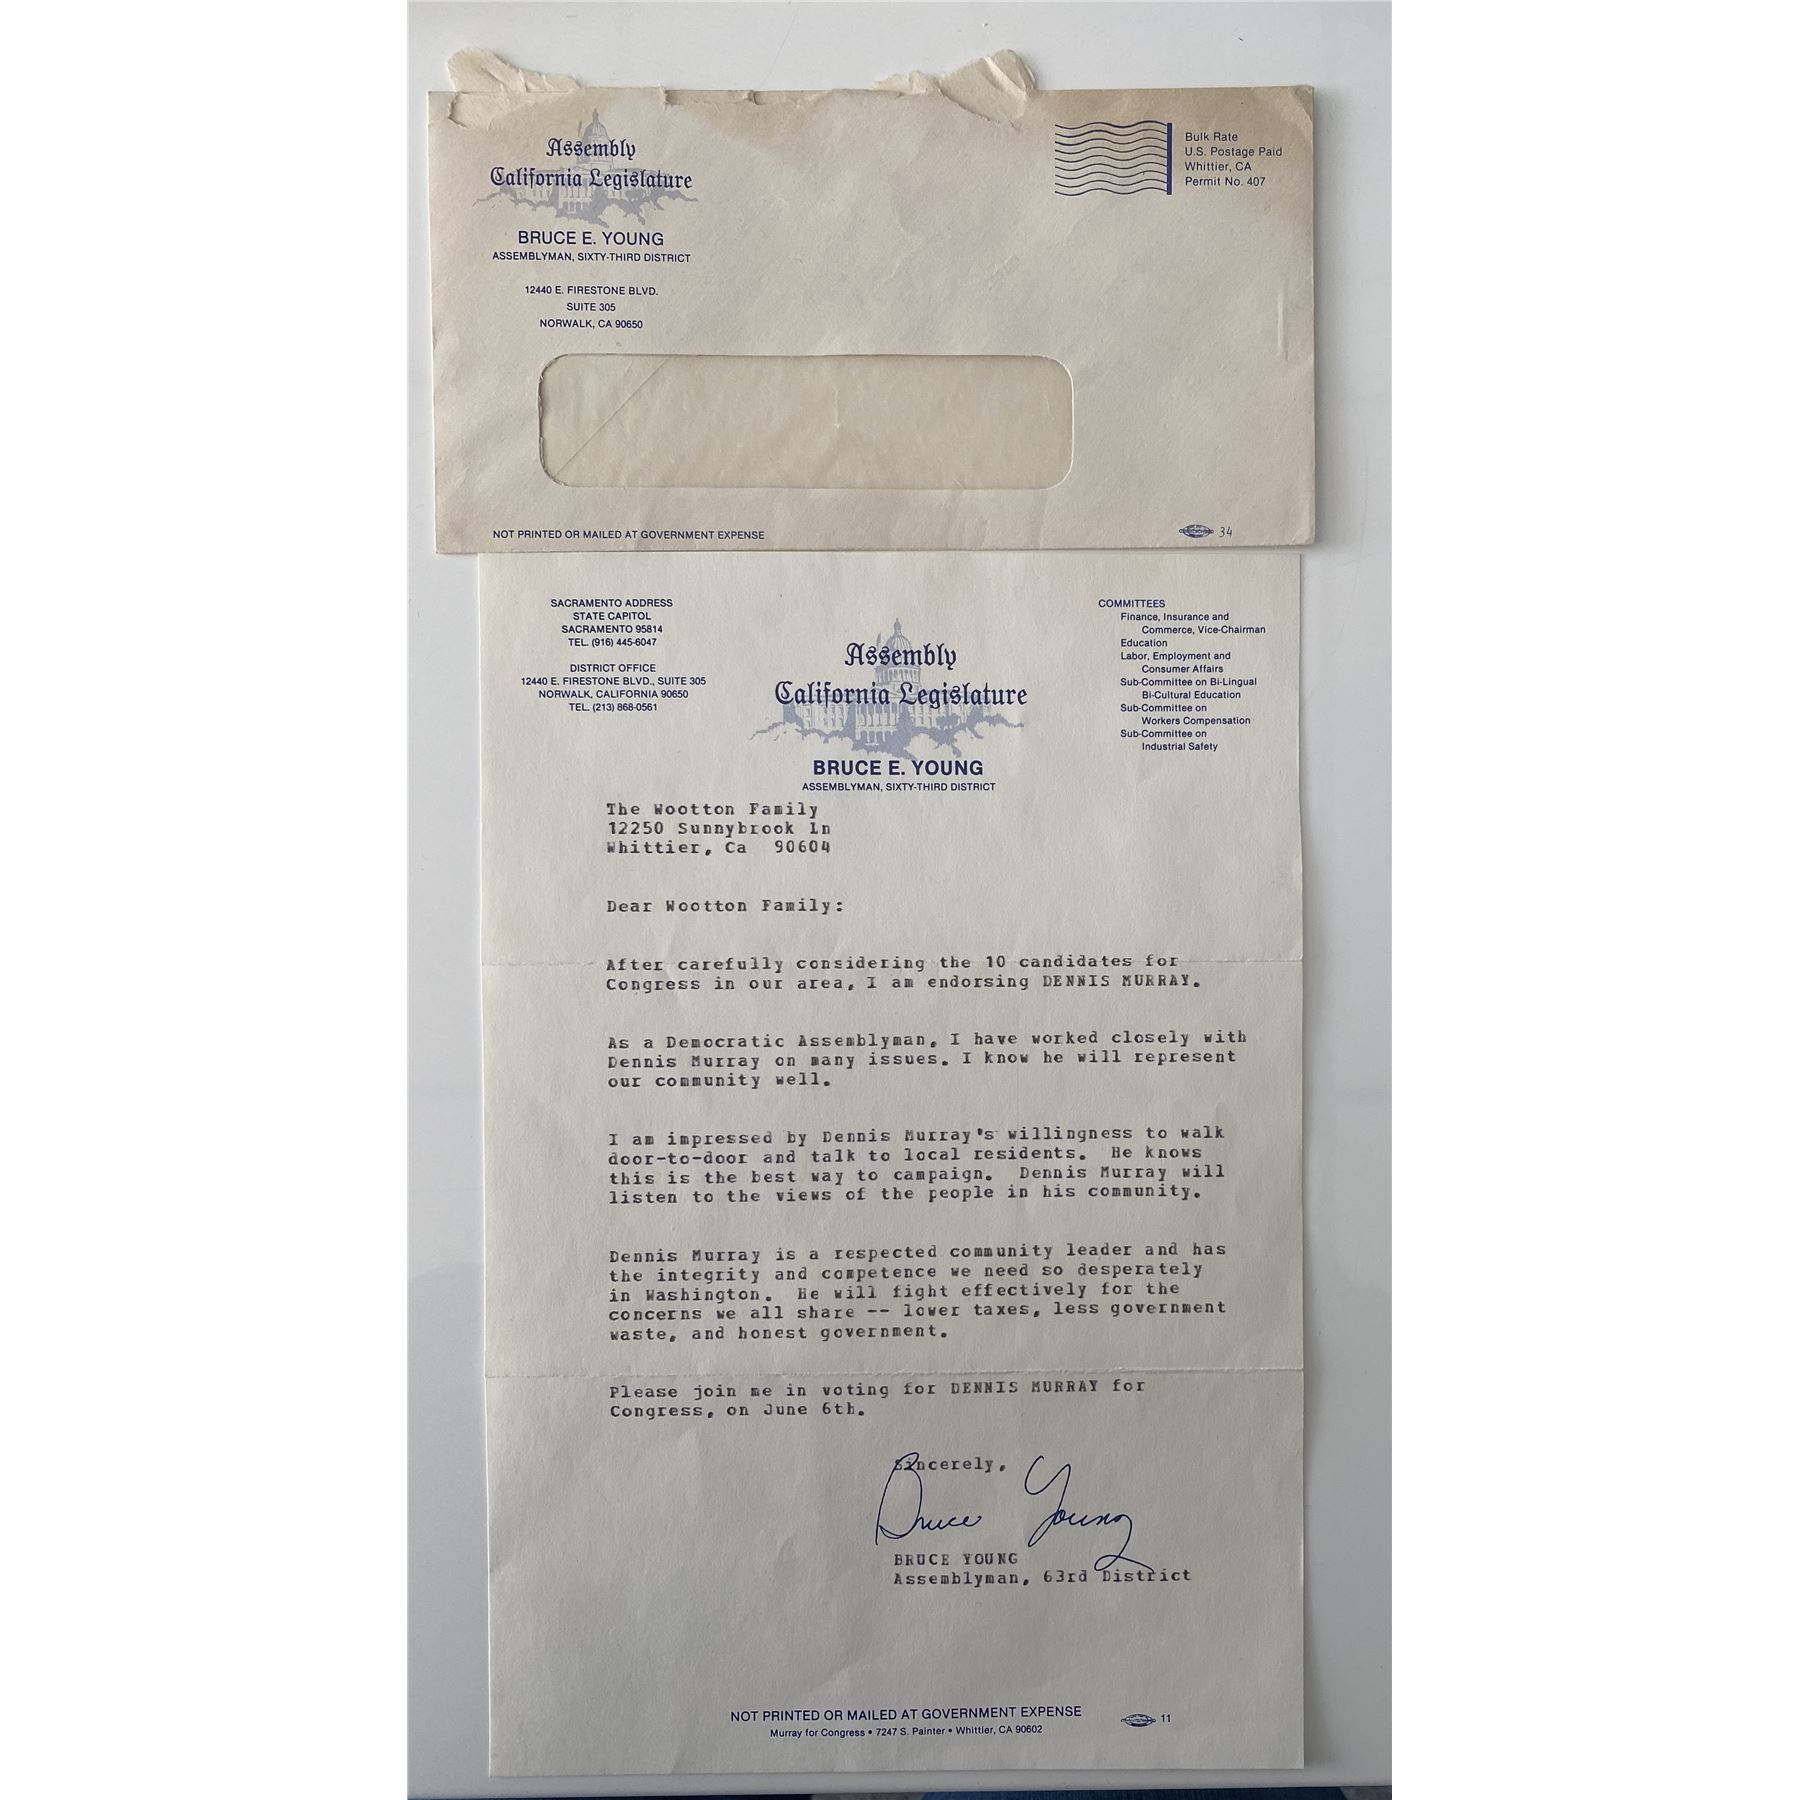 Assembly
California Legislature
BRUCE E. YOUNG
ASSEMBLYMAN, SIXTY-THIRD DISTRICT
12440 E. FIRESTONE BLVD.
SUITE 305
NORWALK, CA 90650
Bulk Rate
U.S. Postage Paid
Whittier, CA
Permit No. 407
NOT PRINTED OR MAILED AT GOVERNMENT EXPENSE
34
SACRAMENTO ADDRESS
STATE CAPITOL
SACRAMENTO 95814
TEL. (916) 445-6047
DISTRICT OFFICE
12440 E. FIRESTONE BLVD., SUITE 305
NORWALK, CALIFORNIA 90650
TEL. (213) 868-0561
Assembly
California Legislature
BRUCE E. YOUNG
ASSEMBLYMAN, SIXTY-THIRD DISTRICT
COMMITTEES
Finance, Insurance and
Commerce, Vice-Chairman
Education
Labor, Employment and
Consumer Affairs
Sub-Committee on Bi-Lingual
Bi-Cultural Education
Sub-Committee on
Workers Compensation
Sub-Committee on
Industrial Safety
The Wootton Family
12250 Sunnybrook Ln
Whittier, Ca 90604
Dear Wootton Family:
After carefully considering the 10 candidates for
Congress in our area, I am endorsing DENNIS MURRAY.
As a Democratic Assemblyman, I have worked closely with
Dennis Murray on many issues. I know he will represent
our community well.
I am impressed by Dennis Murray's willingness to walk
door-to-door and talk to local residents. He knows
this is the best way to campaign. Dennis Murray will
listen to the views of the people in his community.
Dennis Murray is a respected community leader and has
the integrity and competence we need so desperately
in Washington. He will fight effectively for the
concerns we all share -- lower taxes, less government
waste, and honest government.
Please join me in voting for DENNIS MURRAY for
Congress, on June 6th.
Sincerely,
Bruce Young
BRUCE YOUNG
Assemblyman, 63rd District
NOT PRINTED OR MAILED AT GOVERNMENT EXPENSE
Murray for Congress • 7247 S. Painter • Whittier, CA 90602
11